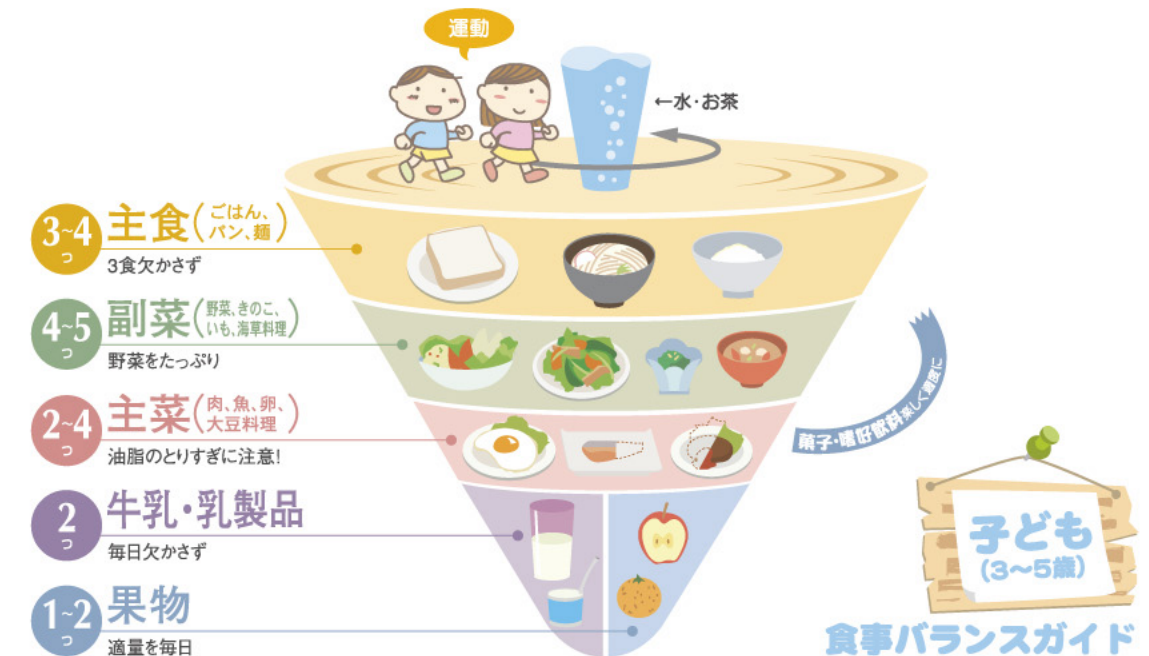 運動
←水・お茶
3~4つ
主食(ごはん、パン、麺)
3食欠かさず
4~5つ
副菜(野菜、きのこ、いも、海草料理)
野菜をたっぷり
2~4つ
主菜(肉、魚、卵、大豆料理)
油脂のとりすぎに注意!
2つ
牛乳・乳製品
毎日欠かさず
1~2つ
果物
適量を毎日
菓子・嗜好飲料楽しく適度に
子ども
(3〜5歳)
食事バランスガイド